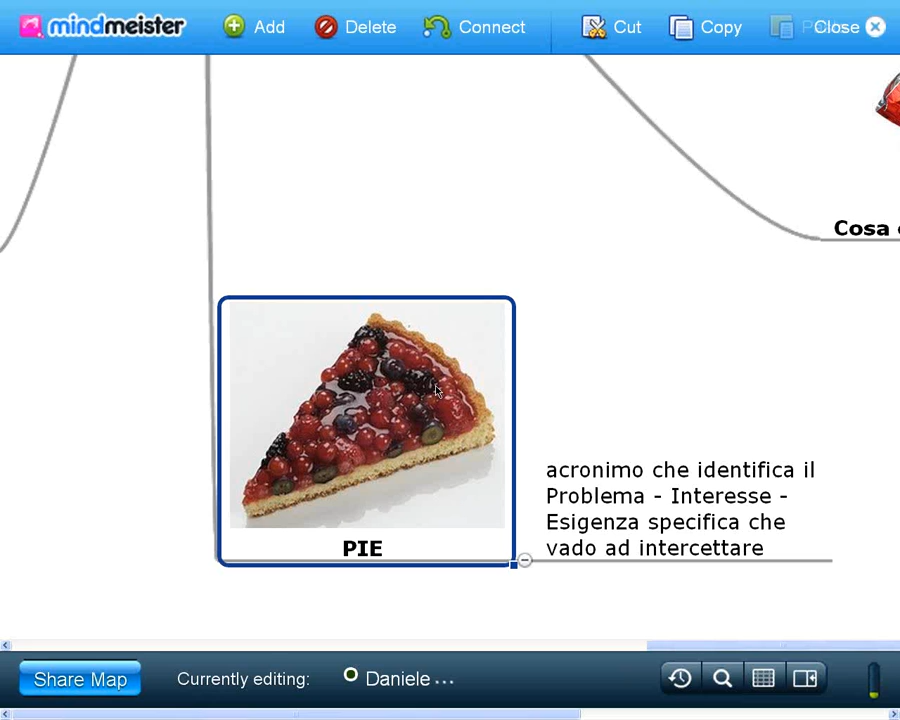 mindmeister Add Delete Connect Cut Copy Close
Cosa
PIE
acronimo che identifica il
Problema - Interesse -
Esigenza specifica che
vado ad intercettare
Share Map Currently editing: Daniele ...